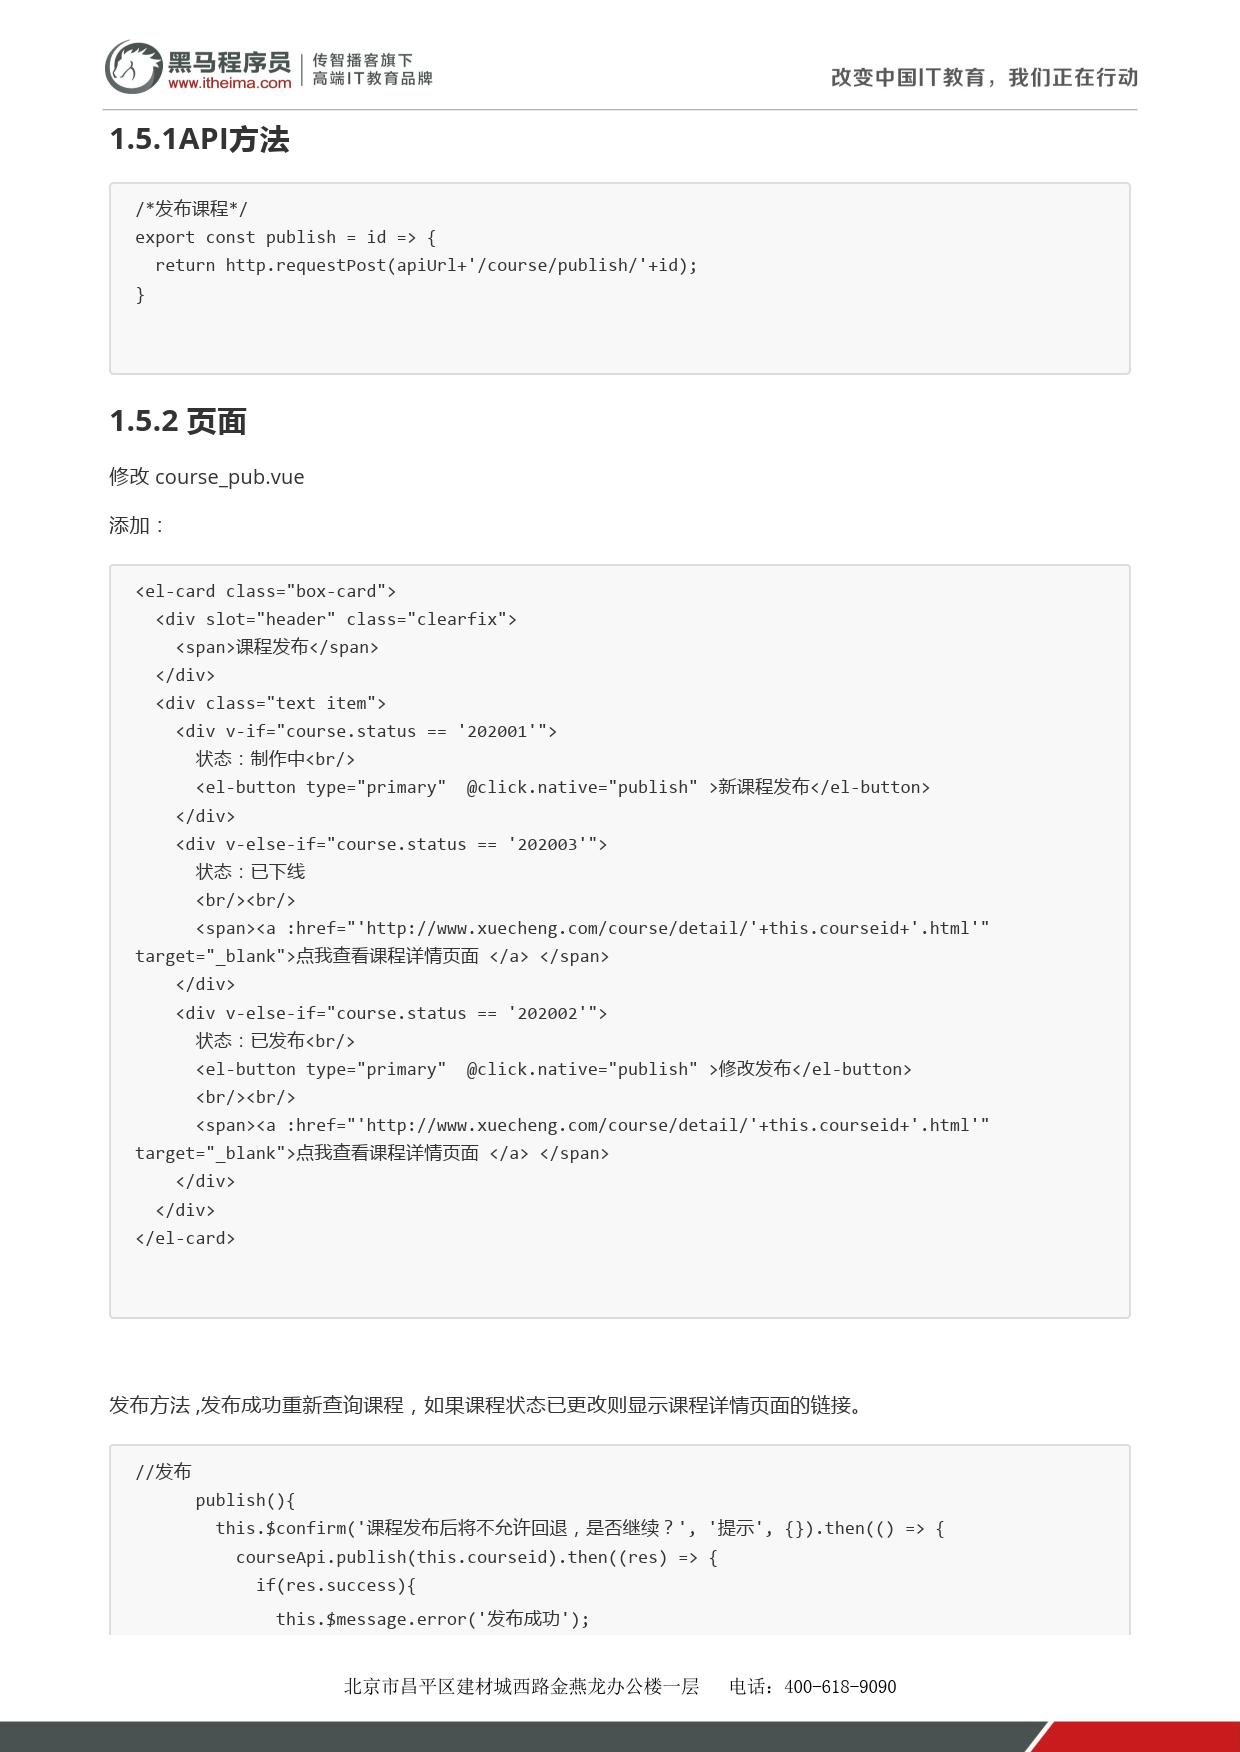 黑马程序员
www.itheima.com
传智播客旗下
高端IT教育品牌
改变中国IT教育，我们正在行动
1.5.1API方法
/*发布课程*/
export const publish = id => {
  return http.requestPost(apiUrl+'/course/publish/'+id);
}
1.5.2 页面
修改 course_pub.vue
添加：
<el-card class="box-card">
  <div slot="header" class="clearfix">
    <span>课程发布</span>
  </div>
  <div class="text item">
    <div v-if="course.status == '202001'">
      状态：制作中<br/>
      <el-button type="primary"  @click.native="publish" >新课程发布</el-button>
    </div>
    <div v-else-if="course.status == '202003'">
      状态：已下线
      <br/><br/>
      <span><a :href="'http://www.xuecheng.com/course/detail/'+this.courseid+'.html'"
target="_blank">点我查看课程详情页面 </a> </span>
    </div>
    <div v-else-if="course.status == '202002'">
      状态：已发布<br/>
      <el-button type="primary"  @click.native="publish" >修改发布</el-button>
      <br/><br/>
      <span><a :href="'http://www.xuecheng.com/course/detail/'+this.courseid+'.html'"
target="_blank">点我查看课程详情页面 </a> </span>
    </div>
  </div>
</el-card>
发布方法 ,发布成功重新查询课程，如果课程状态已更改则显示课程详情页面的链接。
//发布
      publish(){
        this.$confirm('课程发布后将不允许回退，是否继续？', '提示', {}).then(() => {
          courseApi.publish(this.courseid).then((res) => {
            if(res.success){
              this.$message.error('发布成功');
北京市昌平区建材城西路金燕龙办公楼一层   电话：400-618-9090